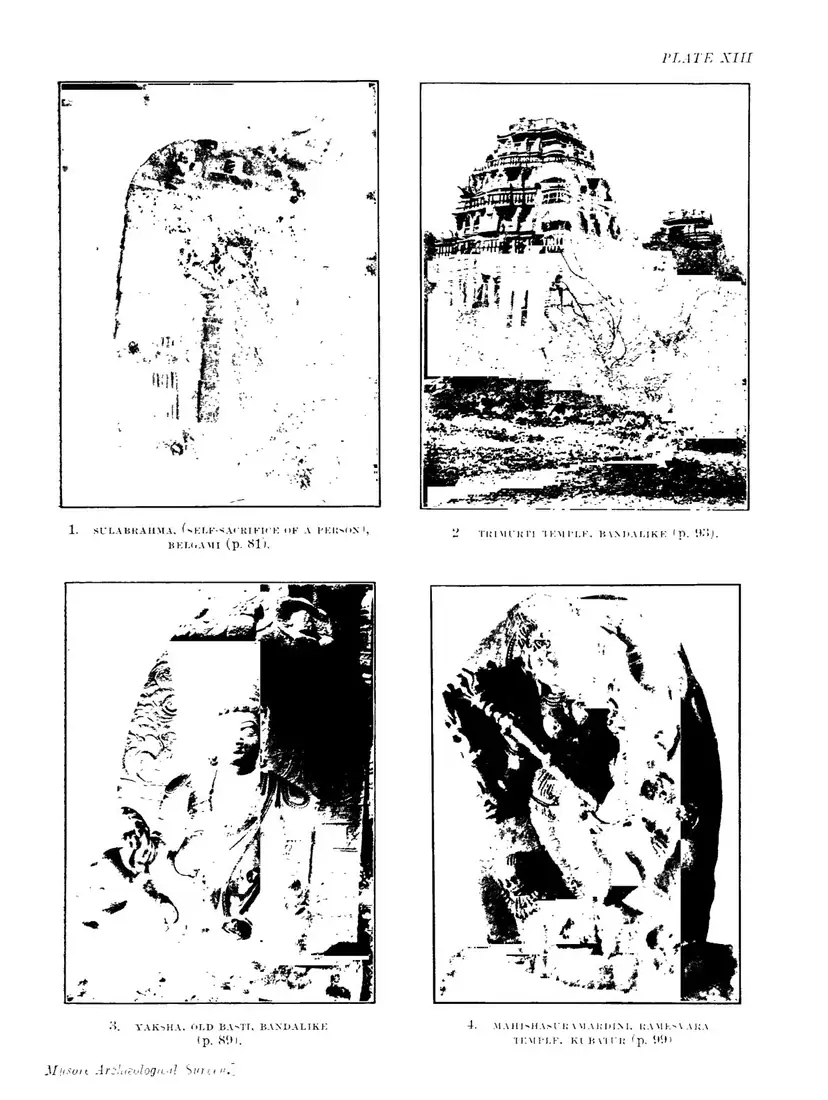 PLATE XIII
1. SULABRAHMA, (SELF-SACRIFICE OF A PERSON),
BELGAMI (p. 81).
2 TRIMURTI TEMPLE, BANDALIKE (p. 93).
3. YAKSHA, OLD BASTI, BANDALIKE
(p. 89).
4. MAHISHASURAMARDINI, RAMESVARA
TEMPLE, KUBATUR (p. 99)
Mysore Archæological Survey.]